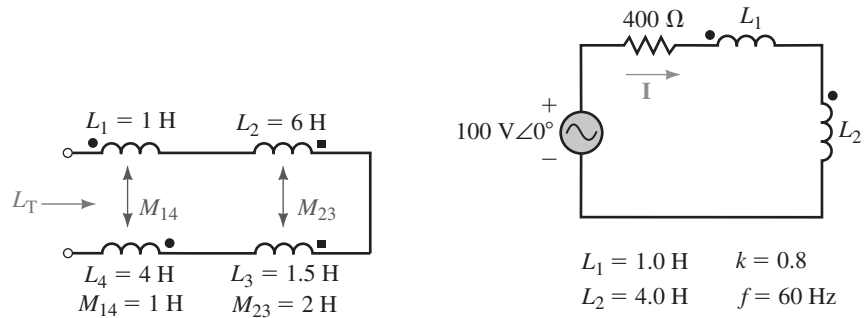 L₁ = 1 H
L₂ = 6 H
L_T
M₁₄
M₂₃
L₄ = 4 H
L₃ = 1.5 H
M₁₄ = 1 H
M₂₃ = 2 H
400 Ω
L₁
I
+
100 V∠0°
−
L₂
L₁ = 1.0 H
k = 0.8
L₂ = 4.0 H
f = 60 Hz